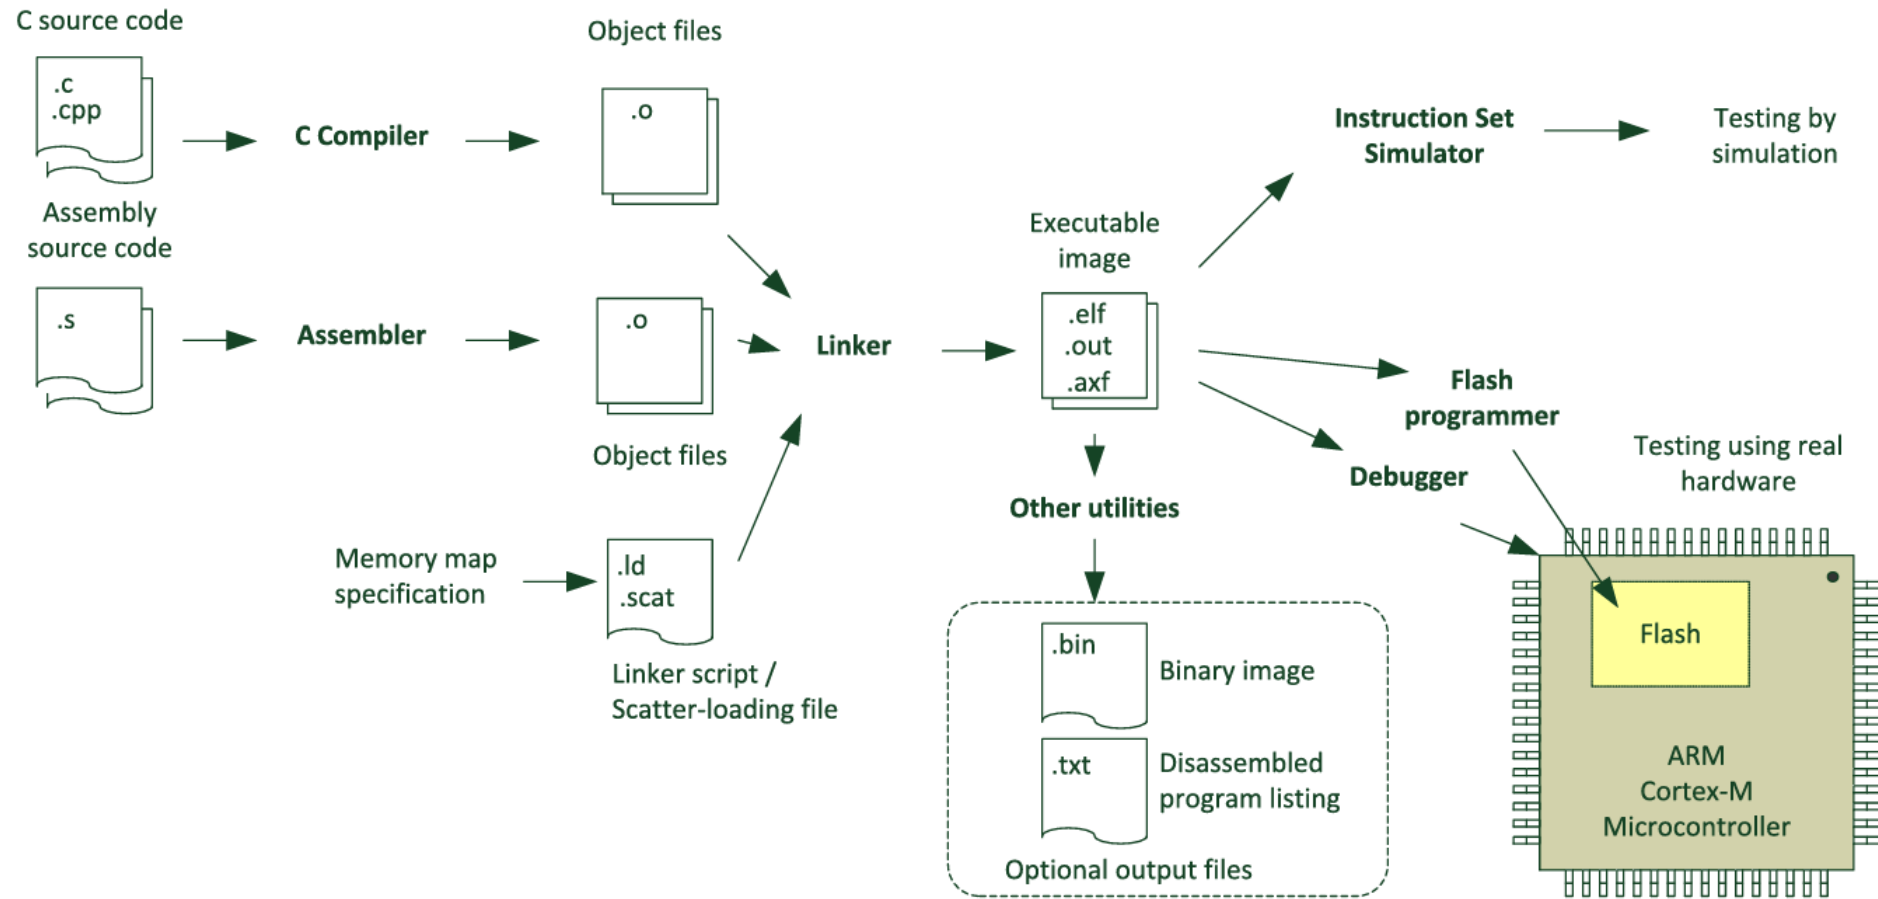 C source code
.c
.cpp
C Compiler
Object files
.o
Assembly
source code
.s
Assembler
.o
Object files
Memory map
specification
.ld
.scat
Linker script /
Scatter-loading file
Linker
Executable
image
.elf
.out
.axf
Other utilities
.bin
Binary image
.txt
Disassembled
program listing
Optional output files
Instruction Set
Simulator
Testing by
simulation
Flash
programmer
Debugger
Testing using real
hardware
Flash
ARM
Cortex-M
Microcontroller